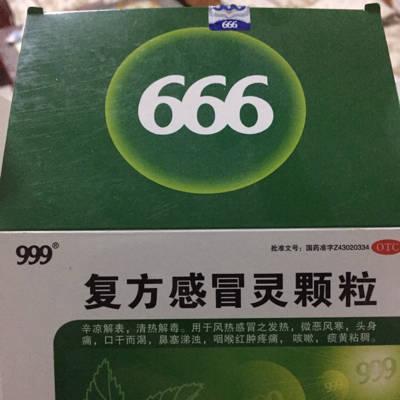 666
666
999®
批准文号：国药准字Z43020334 OTC
复方感冒灵颗粒
辛凉解表，清热解毒。用于风热感冒之发热，微恶风寒，头身
痛，口干而渴，鼻塞涕浊，咽喉红肿疼痛，咳嗽，痰黄粘稠。
999